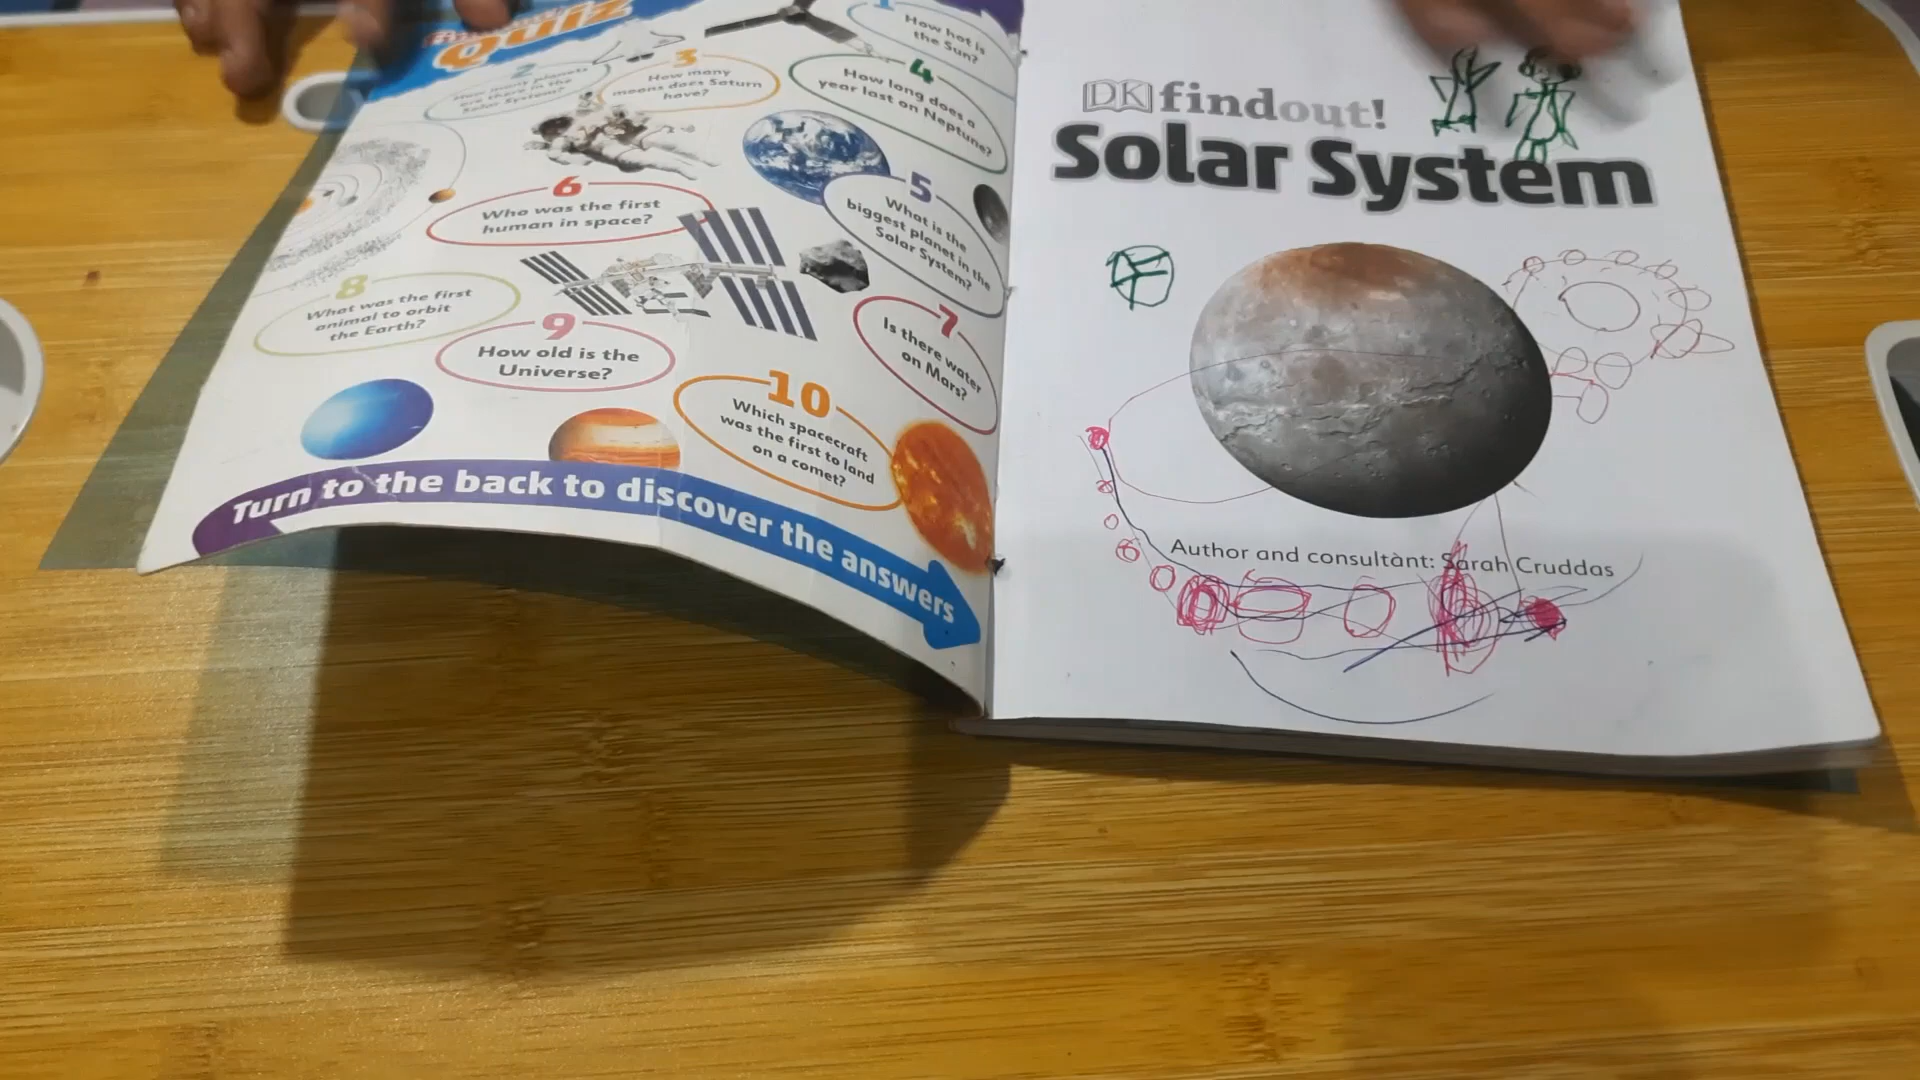 Quiz
1
How hot is
the Sun?
2
How many planets
are there in the
Solar System?
3
How many
moons does Saturn
have?
4
How long does a
year last on Neptune?
5
What is the
biggest planet in the
Solar System?
6
Who was the first
human in space?
7
Is there water
on Mars?
8
What was the first
animal to orbit
the Earth?
9
How old is the
Universe?
10
Which spacecraft
was the first to land
on a comet?
Turn to the back to discover the answers
DK findout!
Solar System
Author and consultant: Sarah Cruddas